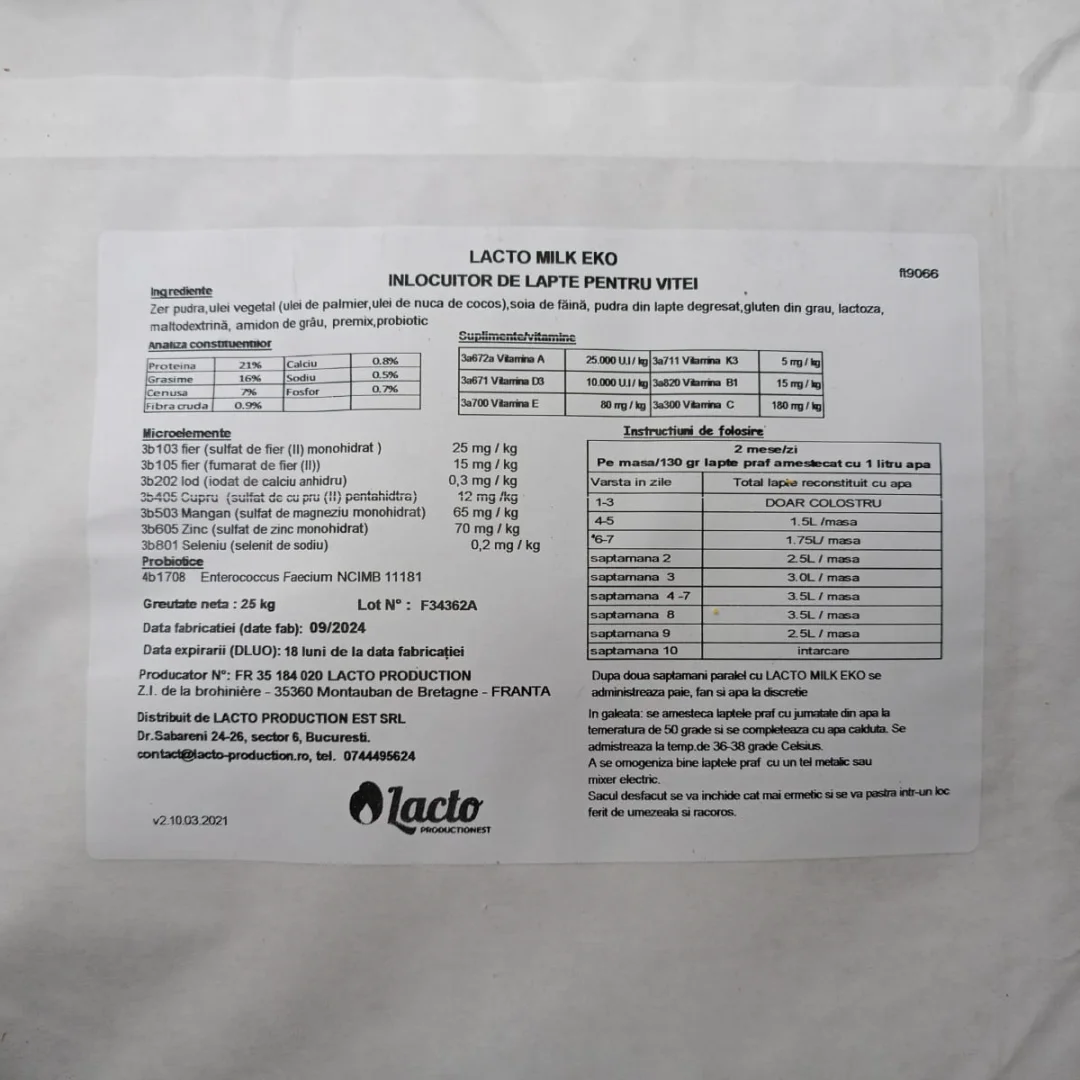 LACTO MILK EKO
INLOCUITOR DE LAPTE PENTRU VITEI
ft9066
Ingrediente
Zer pudra,ulei vegetal (ulei de palmier,ulei de nuca de cocos),soia de făină, pudra din lapte degresat,gluten din grau, lactoza,
maltodextrină, amidon de grâu, premix,probiotic
Analiza constituentilor
Proteina 21% Calciu 0.8%
Grasime 16% Sodiu 0.5%
Cenusa 7% Fosfor 0.7%
Fibra cruda 0.9%
Suplimente/vitamine
3a672a Vitamina A 25.000 U.I/ kg 3a711 Vitamina K3 5 mg / kg
3a671 Vitamina D3 10.000 U.I/ kg 3a820 Vitamina B1 15 mg / kg
3a700 Vitamina E 80 mg / kg 3a300 Vitamina C 180 mg / kg
Microelemente
3b103 fier (sulfat de fier (II) monohidrat ) 25 mg / kg
3b105 fier (fumarat de fier (II)) 15 mg / kg
3b202 Iod (iodat de calciu anhidru) 0,3 mg / kg
3b405 Cupru (sulfat de cu pru (II) pentahidtra) 12 mg /kg
3b503 Mangan (sulfat de magneziu monohidrat) 65 mg / kg
3b605 Zinc (sulfat de zinc monohidrat) 70 mg / kg
3b801 Seleniu (selenit de sodiu) 0,2 mg / kg
Probiotice
4b1708 Enterococcus Faecium NCIMB 11181
Greutate neta : 25 kg Lot N° : F34362A
Data fabricatiei (date fab): 09/2024
Data expirarii (DLUO): 18 luni de la data fabricației
Producator N°: FR 35 184 020 LACTO PRODUCTION
Z.I. de la brohinière - 35360 Montauban de Bretagne - FRANTA
Distribuit de LACTO PRODUCTION EST SRL
Dr.Sabareni 24-26, sector 6, Bucuresti.
contact@lacto-production.ro, tel. 0744495624
Lacto
PRODUCTIONEST
v2.10.03.2021
Instructiuni de folosire
2 mese/zi
Pe masa/130 gr lapte praf amestecat cu 1 litru apa
Varsta in zile Total lapte reconstituit cu apa
1-3 DOAR COLOSTRU
4-5 1.5L /masa
*6-7 1.75L/ masa
saptamana 2 2.5L / masa
saptamana 3 3.0L / masa
saptamana 4 -7 3.5L / masa
saptamana 8 3.5L / masa
saptamana 9 2.5L / masa
saptamana 10 intarcare
Dupa doua saptamani paralel cu LACTO MILK EKO se
administreaza paie, fan si apa la discretie
In galeata: se amesteca laptele praf cu jumatate din apa la
temeratura de 50 grade si se completeaza cu apa calduta. Se
admistreaza la temp.de 36-38 grade Celsius.
A se omogeniza bine laptele praf cu un tel metalic sau
mixer electric.
Sacul desfacut se va inchide cat mai ermetic si se va pastra intr-un loc
ferit de umezeala si racoros.